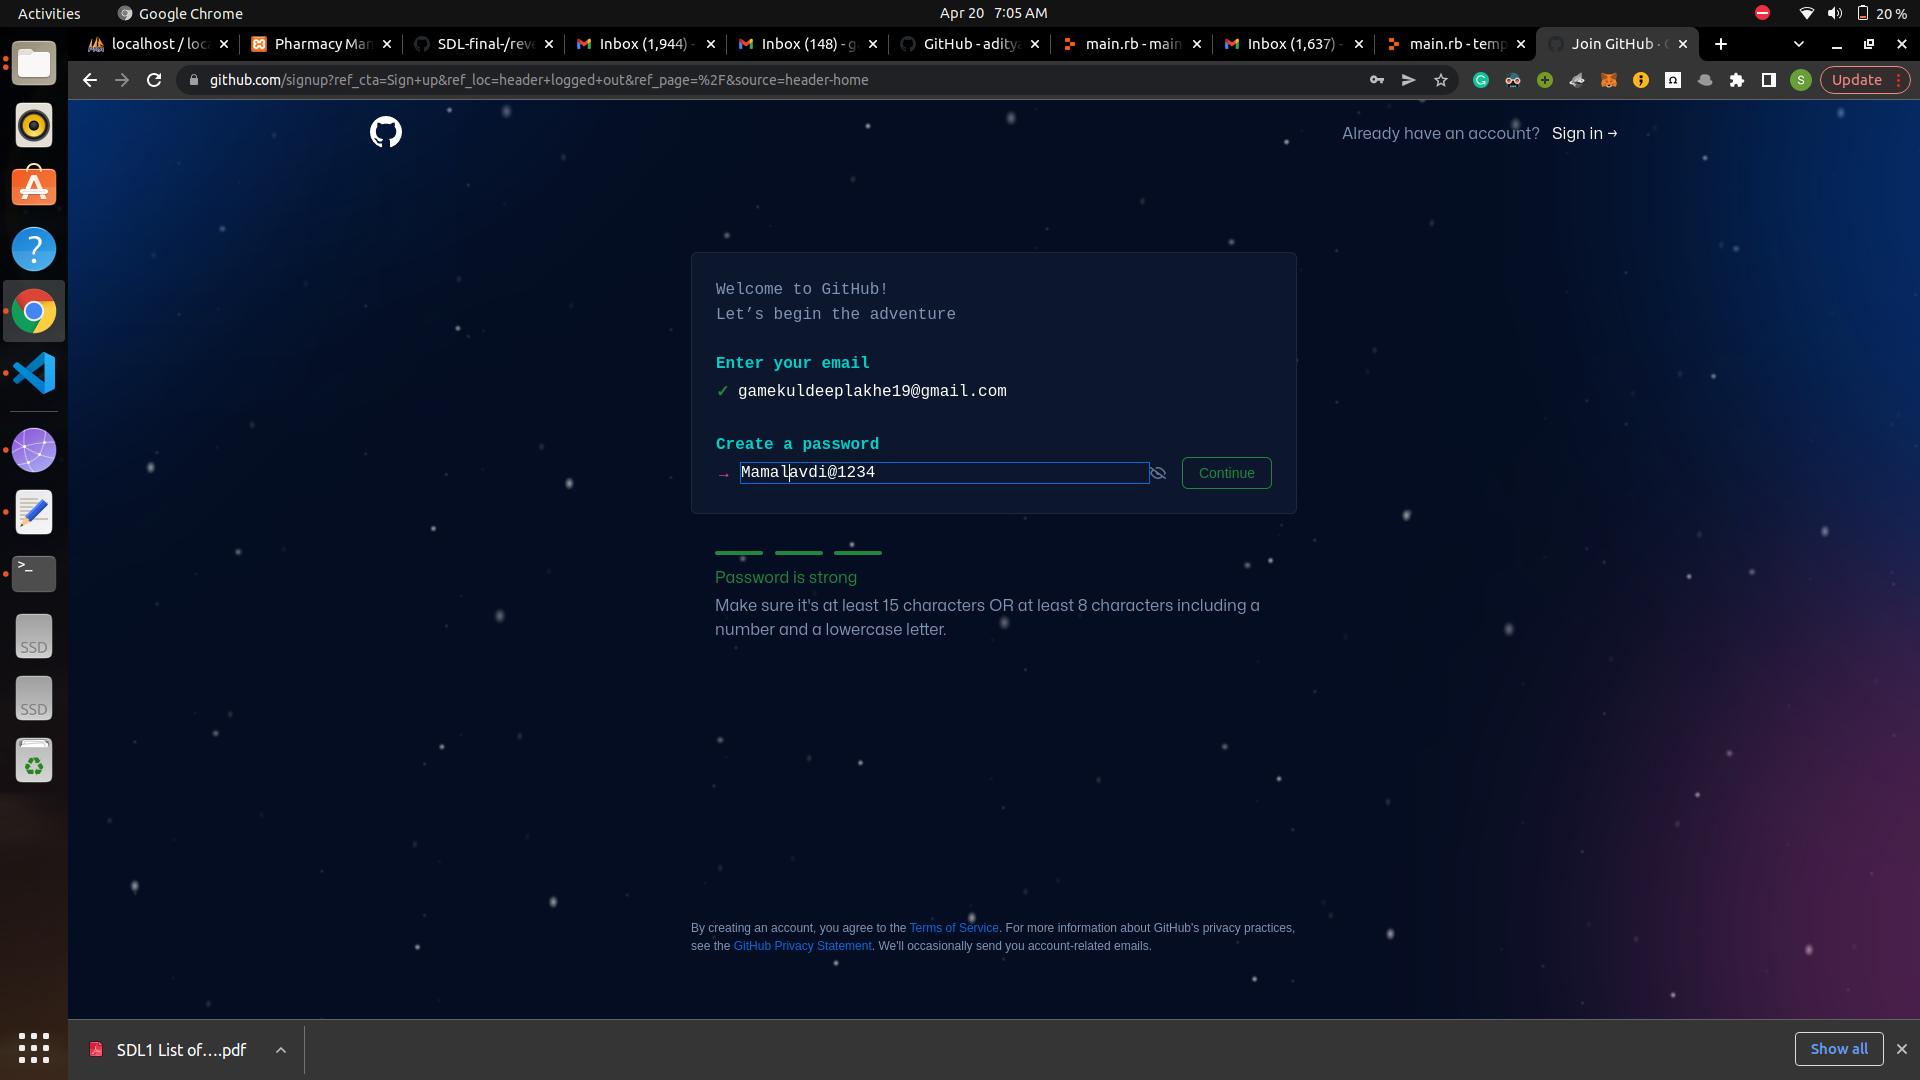 Activities
Google Chrome
Apr 20 7:05 AM
20 %
localhost / loca
Pharmacy Man
SDL-final-/reve
Inbox (1,944) -
Inbox (148) - g
GitHub - aditya
main.rb - main
Inbox (1,637) -
main.rb - temp
Join GitHub ·
github.com/signup?ref_cta=Sign+up&ref_loc=header+logged+out&ref_page=%2F&source=header-home
S
Update
Already have an account? Sign in →
Welcome to GitHub!
Let’s begin the adventure
Enter your email
✓ gamekuldeeplakhe19@gmail.com
Create a password
→ Mamalavdi@1234
Continue
Password is strong
Make sure it's at least 15 characters OR at least 8 characters including a
number and a lowercase letter.
SSD
SSD
By creating an account, you agree to the Terms of Service. For more information about GitHub's privacy practices,
see the GitHub Privacy Statement. We'll occasionally send you account-related emails.
SDL1 List of....pdf
Show all